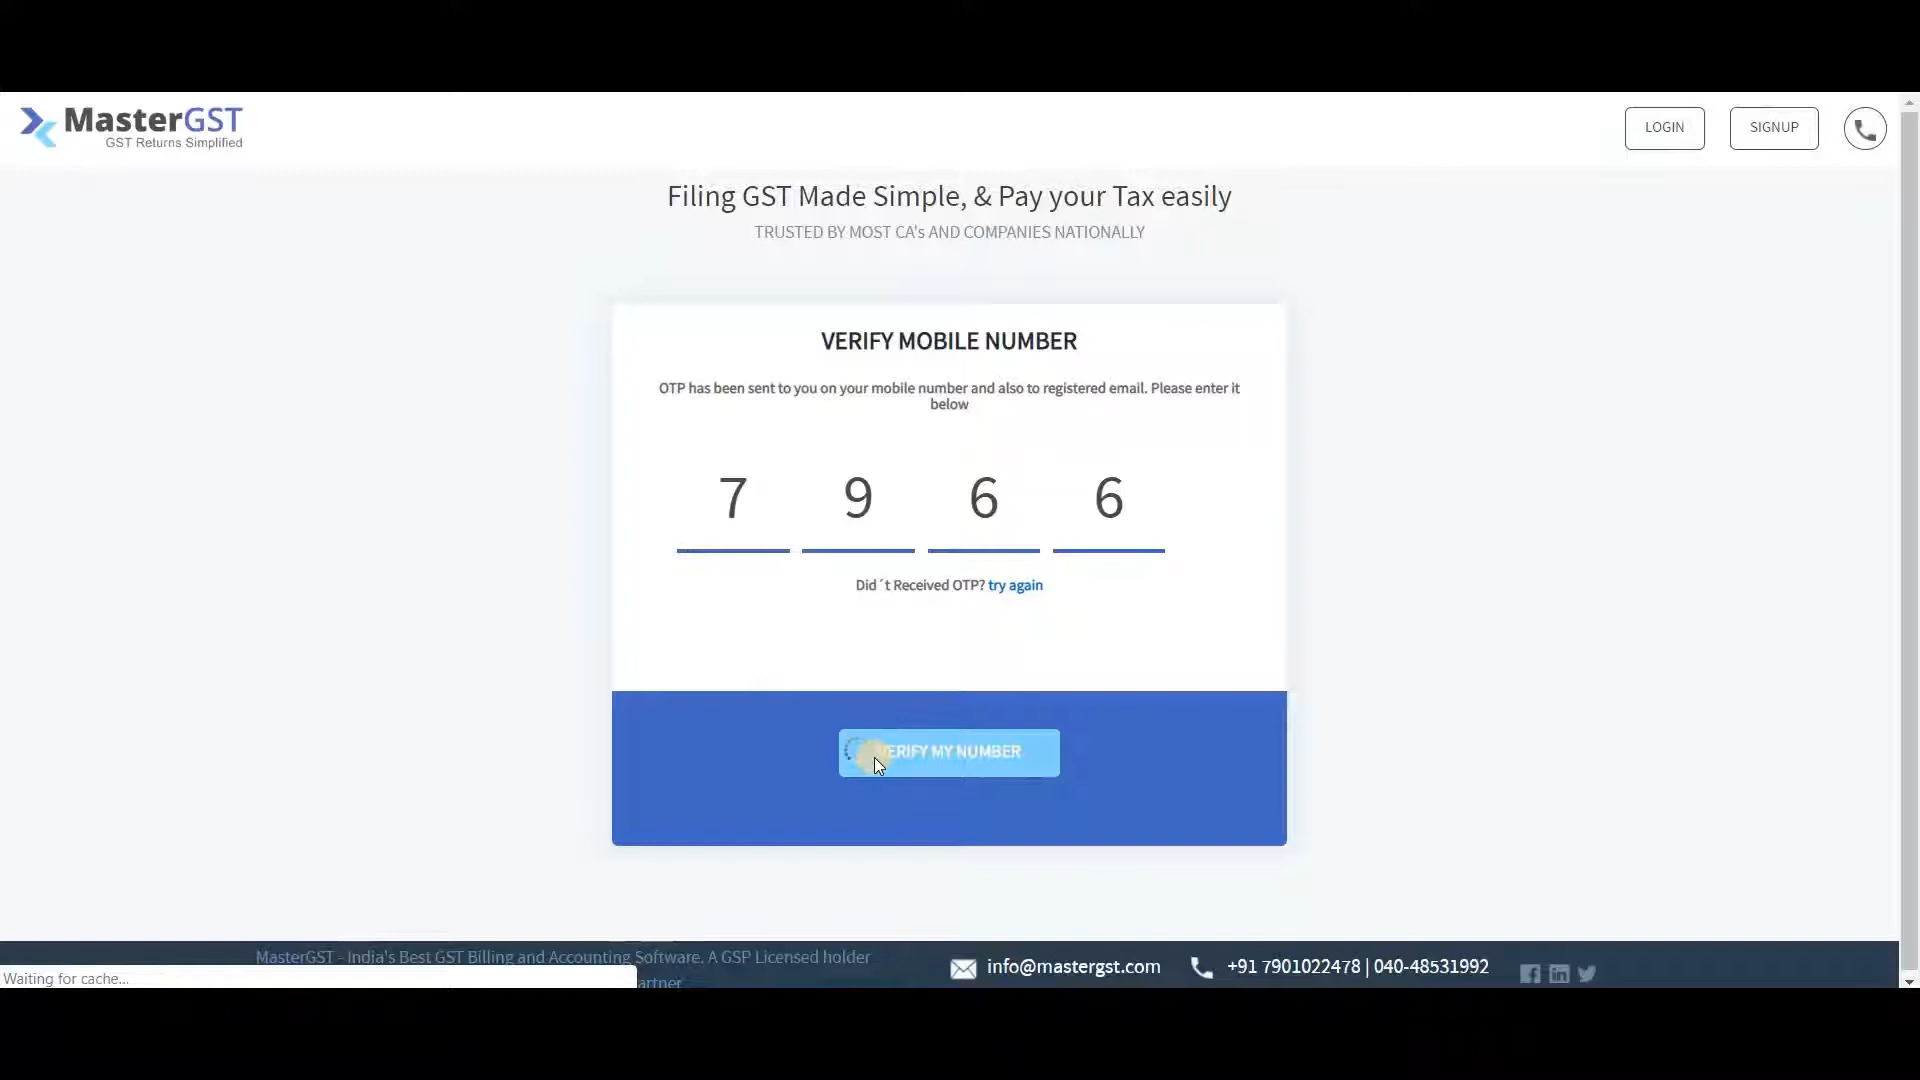 MasterGST
GST Returns Simplified
LOGIN
SIGNUP
Filing GST Made Simple, & Pay your Tax easily
TRUSTED BY MOST CA's AND COMPANIES NATIONALLY
VERIFY MOBILE NUMBER
OTP has been sent to you on your mobile number and also to registered email. Please enter it
below
7 9 6 6
Did´t Received OTP? try again
VERIFY MY NUMBER
MasterGST - India's Best GST Billing and Accounting Software. A GSP Licensed holder
info@mastergst.com
+91 7901022478 | 040-48531992
Waiting for cache...